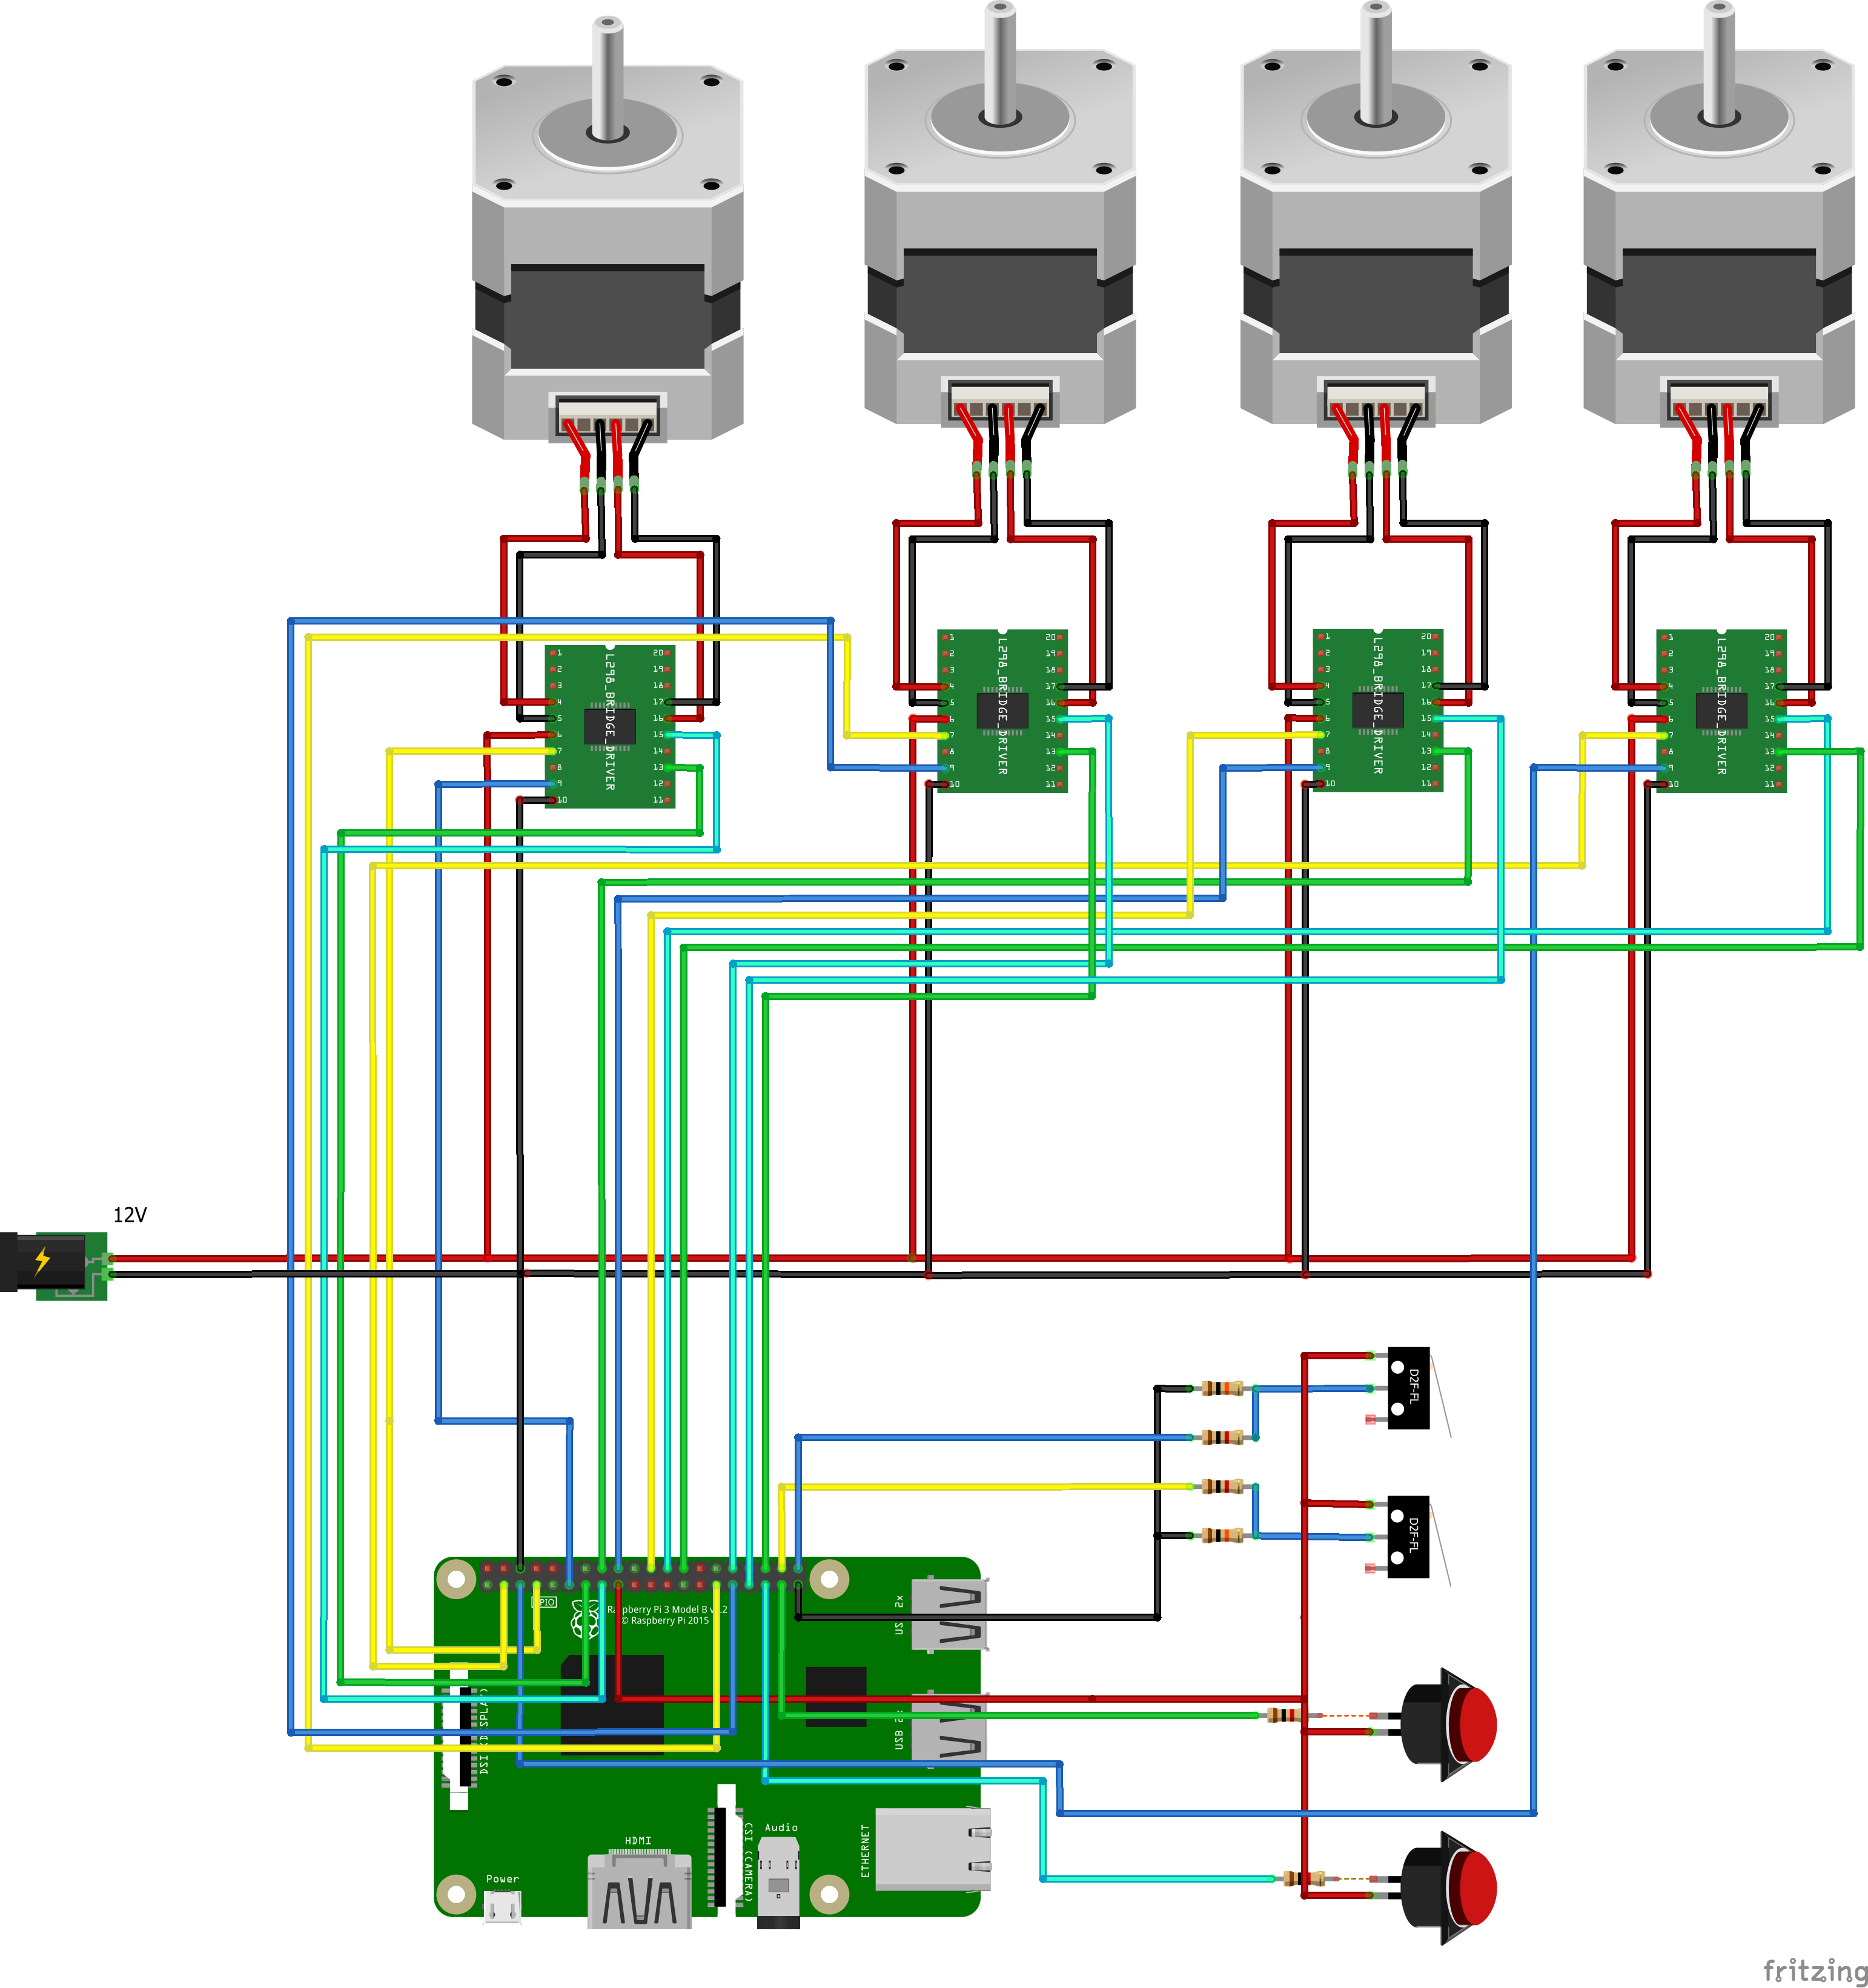 1 20
2 19
3 18
4 17
5 16
6 15
7 14
8 13
9 12
10 11
L298_BRIDGE_DRIVER
1 20
2 19
3 18
4 17
5 16
6 15
7 14
8 13
9 12
10 11
L298_BRIDGE_DRIVER
1 20
2 19
3 18
4 17
5 16
6 15
7 14
8 13
9 12
10 11
L298_BRIDGE_DRIVER
1 20
2 19
3 18
4 17
5 16
6 15
7 14
8 13
9 12
10 11
L298_BRIDGE_DRIVER
12V
D2F-FL
D2F-FL
GPIO
Raspberry Pi 3 Model B v1.2
© Raspberry Pi 2015
USB 2x
USB 2x
DSI (DISPLAY)
CSI (CAMERA)
Audio
ETHERNET
HDMI
Power
fritzing